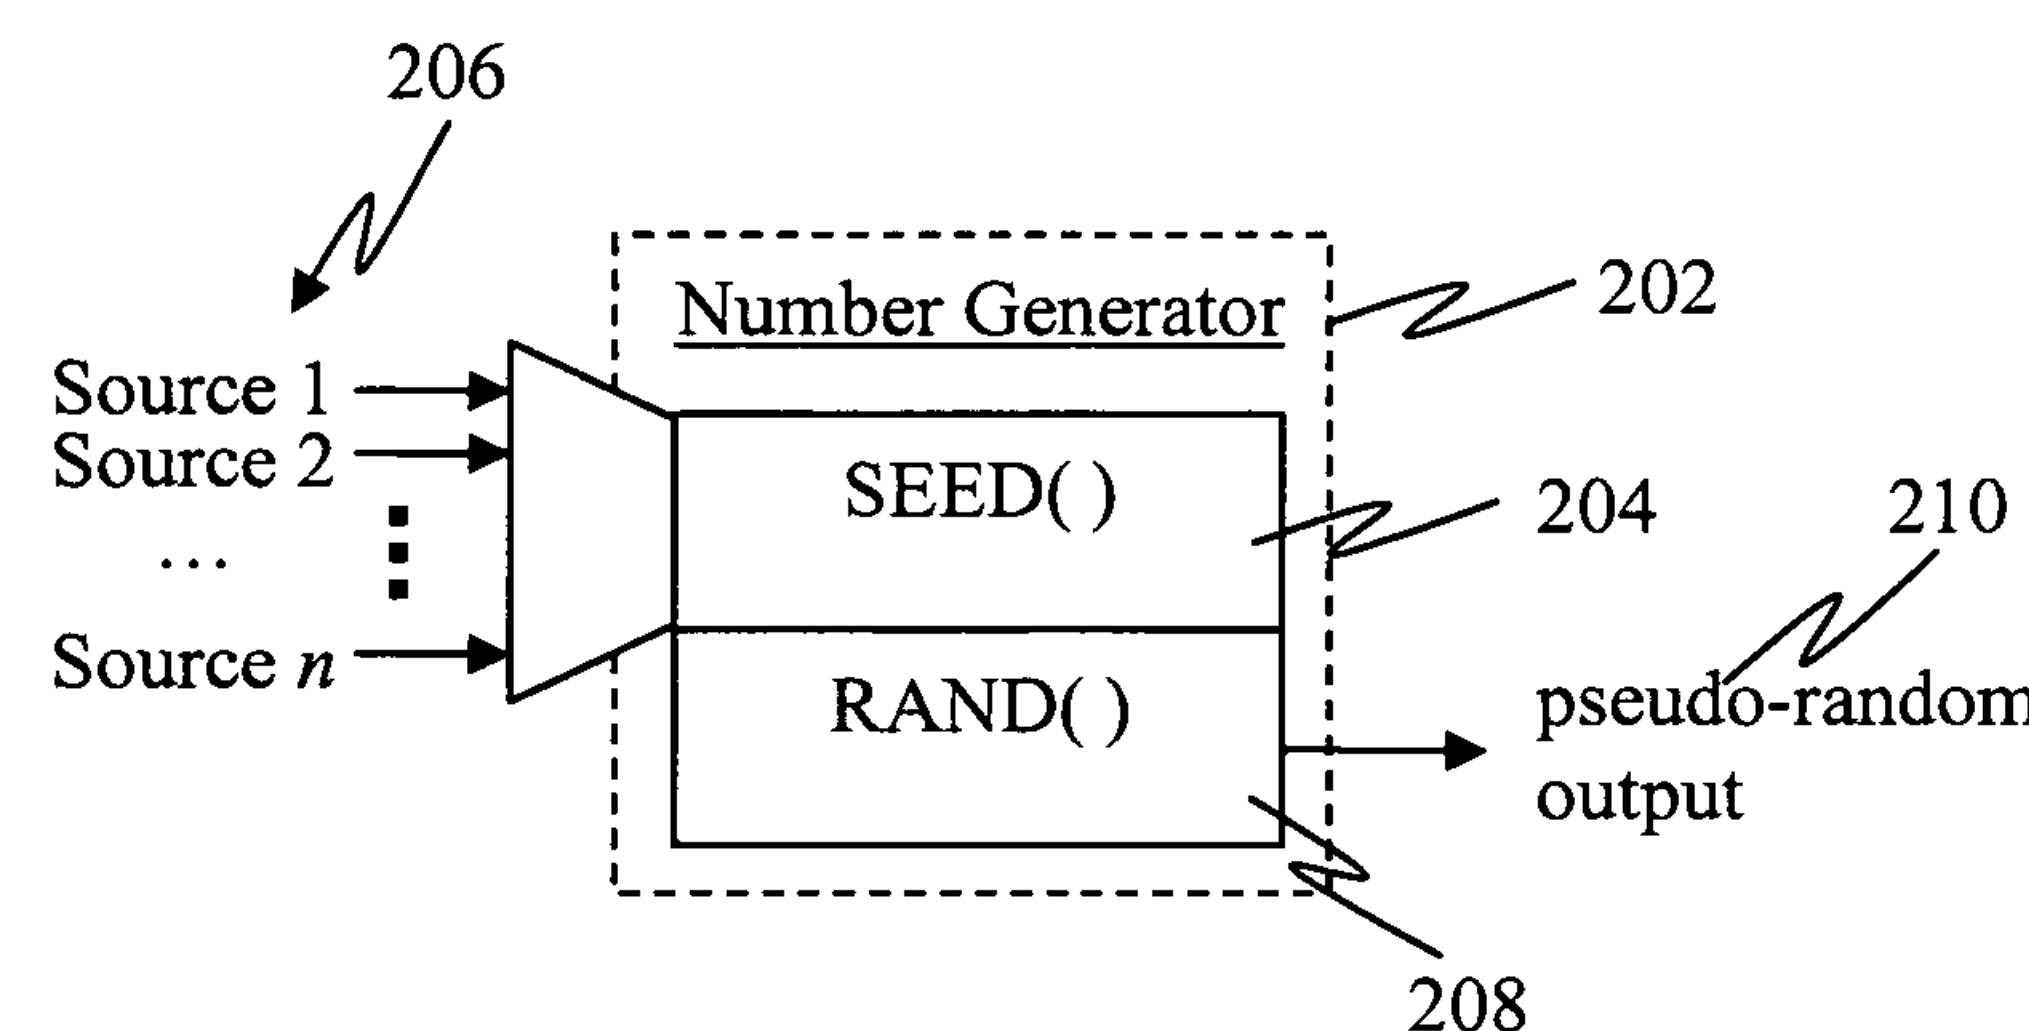 206
Number Generator
202
Source 1
Source 2
...
Source n
SEED( )
204
210
RAND( )
pseudo-random
output
208